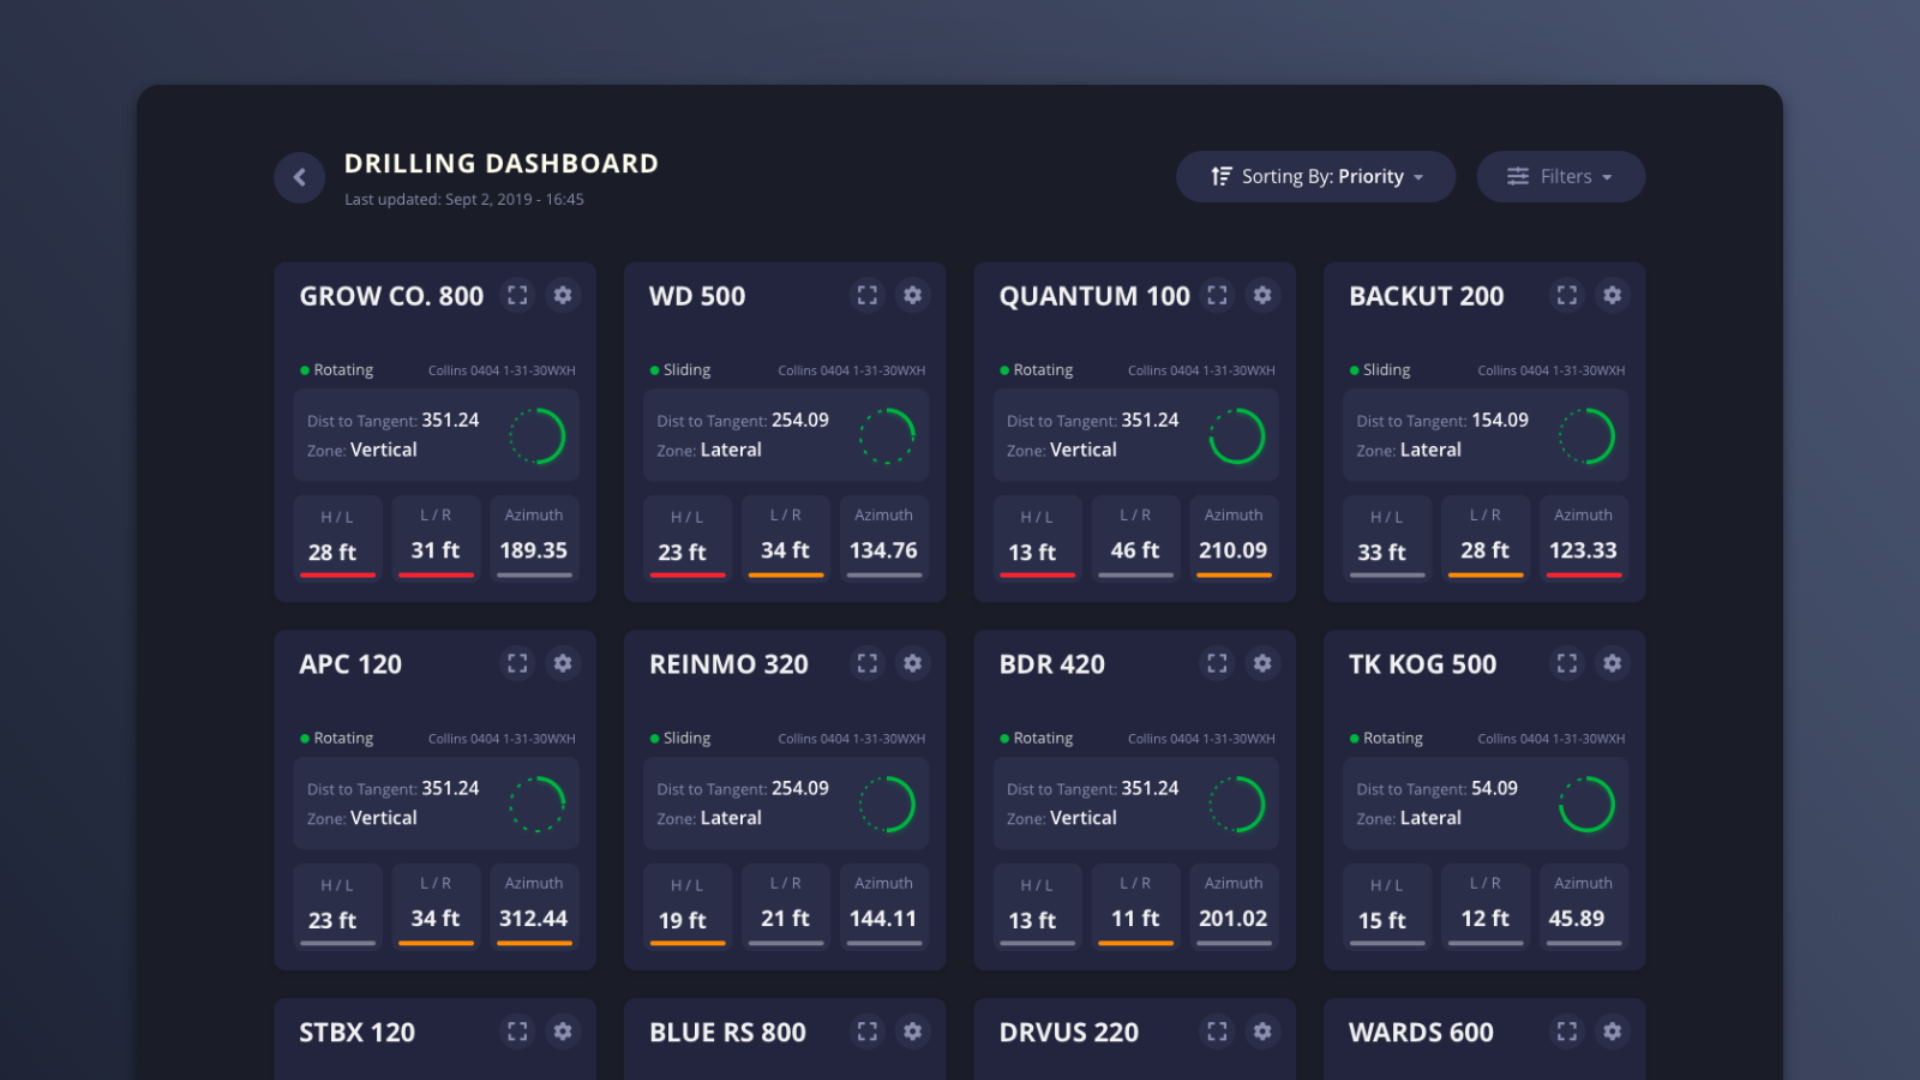 DRILLING DASHBOARD
Last updated: Sept 2, 2019 - 16:45
Sorting By: Priority
Filters
GROW CO. 800
Rotating
Collins 0404 1-31-30WXH
Dist to Tangent: 351.24
Zone: Vertical
H / L
L / R
Azimuth
28 ft
31 ft
189.35
WD 500
Sliding
Collins 0404 1-31-30WXH
Dist to Tangent: 254.09
Zone: Lateral
H / L
L / R
Azimuth
23 ft
34 ft
134.76
QUANTUM 100
Rotating
Collins 0404 1-31-30WXH
Dist to Tangent: 351.24
Zone: Vertical
H / L
L / R
Azimuth
13 ft
46 ft
210.09
BACKUT 200
Sliding
Collins 0404 1-31-30WXH
Dist to Tangent: 154.09
Zone: Lateral
H / L
L / R
Azimuth
33 ft
28 ft
123.33
APC 120
Rotating
Collins 0404 1-31-30WXH
Dist to Tangent: 351.24
Zone: Vertical
H / L
L / R
Azimuth
23 ft
34 ft
312.44
REINMO 320
Sliding
Collins 0404 1-31-30WXH
Dist to Tangent: 254.09
Zone: Lateral
H / L
L / R
Azimuth
19 ft
21 ft
144.11
BDR 420
Rotating
Collins 0404 1-31-30WXH
Dist to Tangent: 351.24
Zone: Vertical
H / L
L / R
Azimuth
13 ft
11 ft
201.02
TK KOG 500
Rotating
Collins 0404 1-31-30WXH
Dist to Tangent: 54.09
Zone: Lateral
H / L
L / R
Azimuth
15 ft
12 ft
45.89
STBX 120
BLUE RS 800
DRVUS 220
WARDS 600